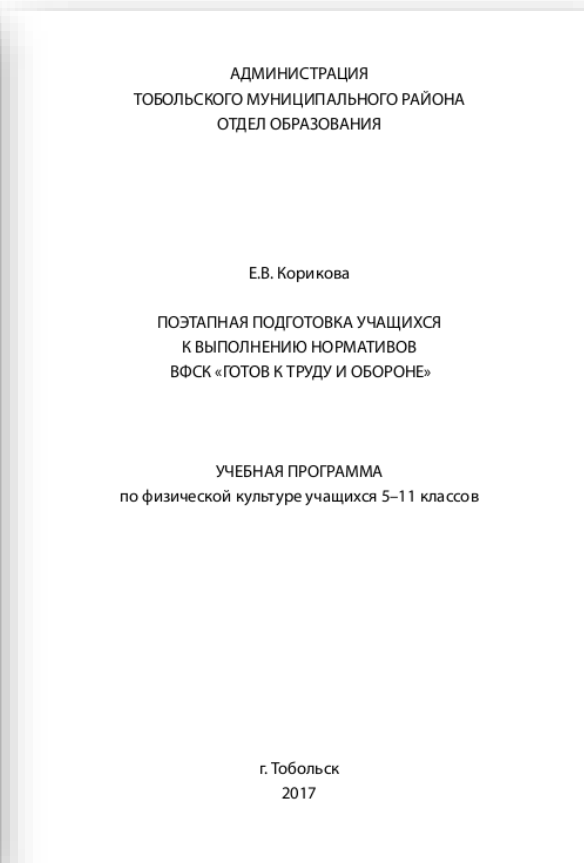 АДМИНИСТРАЦИЯ
ТОБОЛЬСКОГО МУНИЦИПАЛЬНОГО РАЙОНА
ОТДЕЛ ОБРАЗОВАНИЯ
Е.В. Корикова
ПОЭТАПНАЯ ПОДГОТОВКА УЧАЩИХСЯ
К ВЫПОЛНЕНИЮ НОРМАТИВОВ
ВФСК «ГОТОВ К ТРУДУ И ОБОРОНЕ»
УЧЕБНАЯ ПРОГРАММА
по физической культуре учащихся 5–11 классов
г. Тобольск
2017